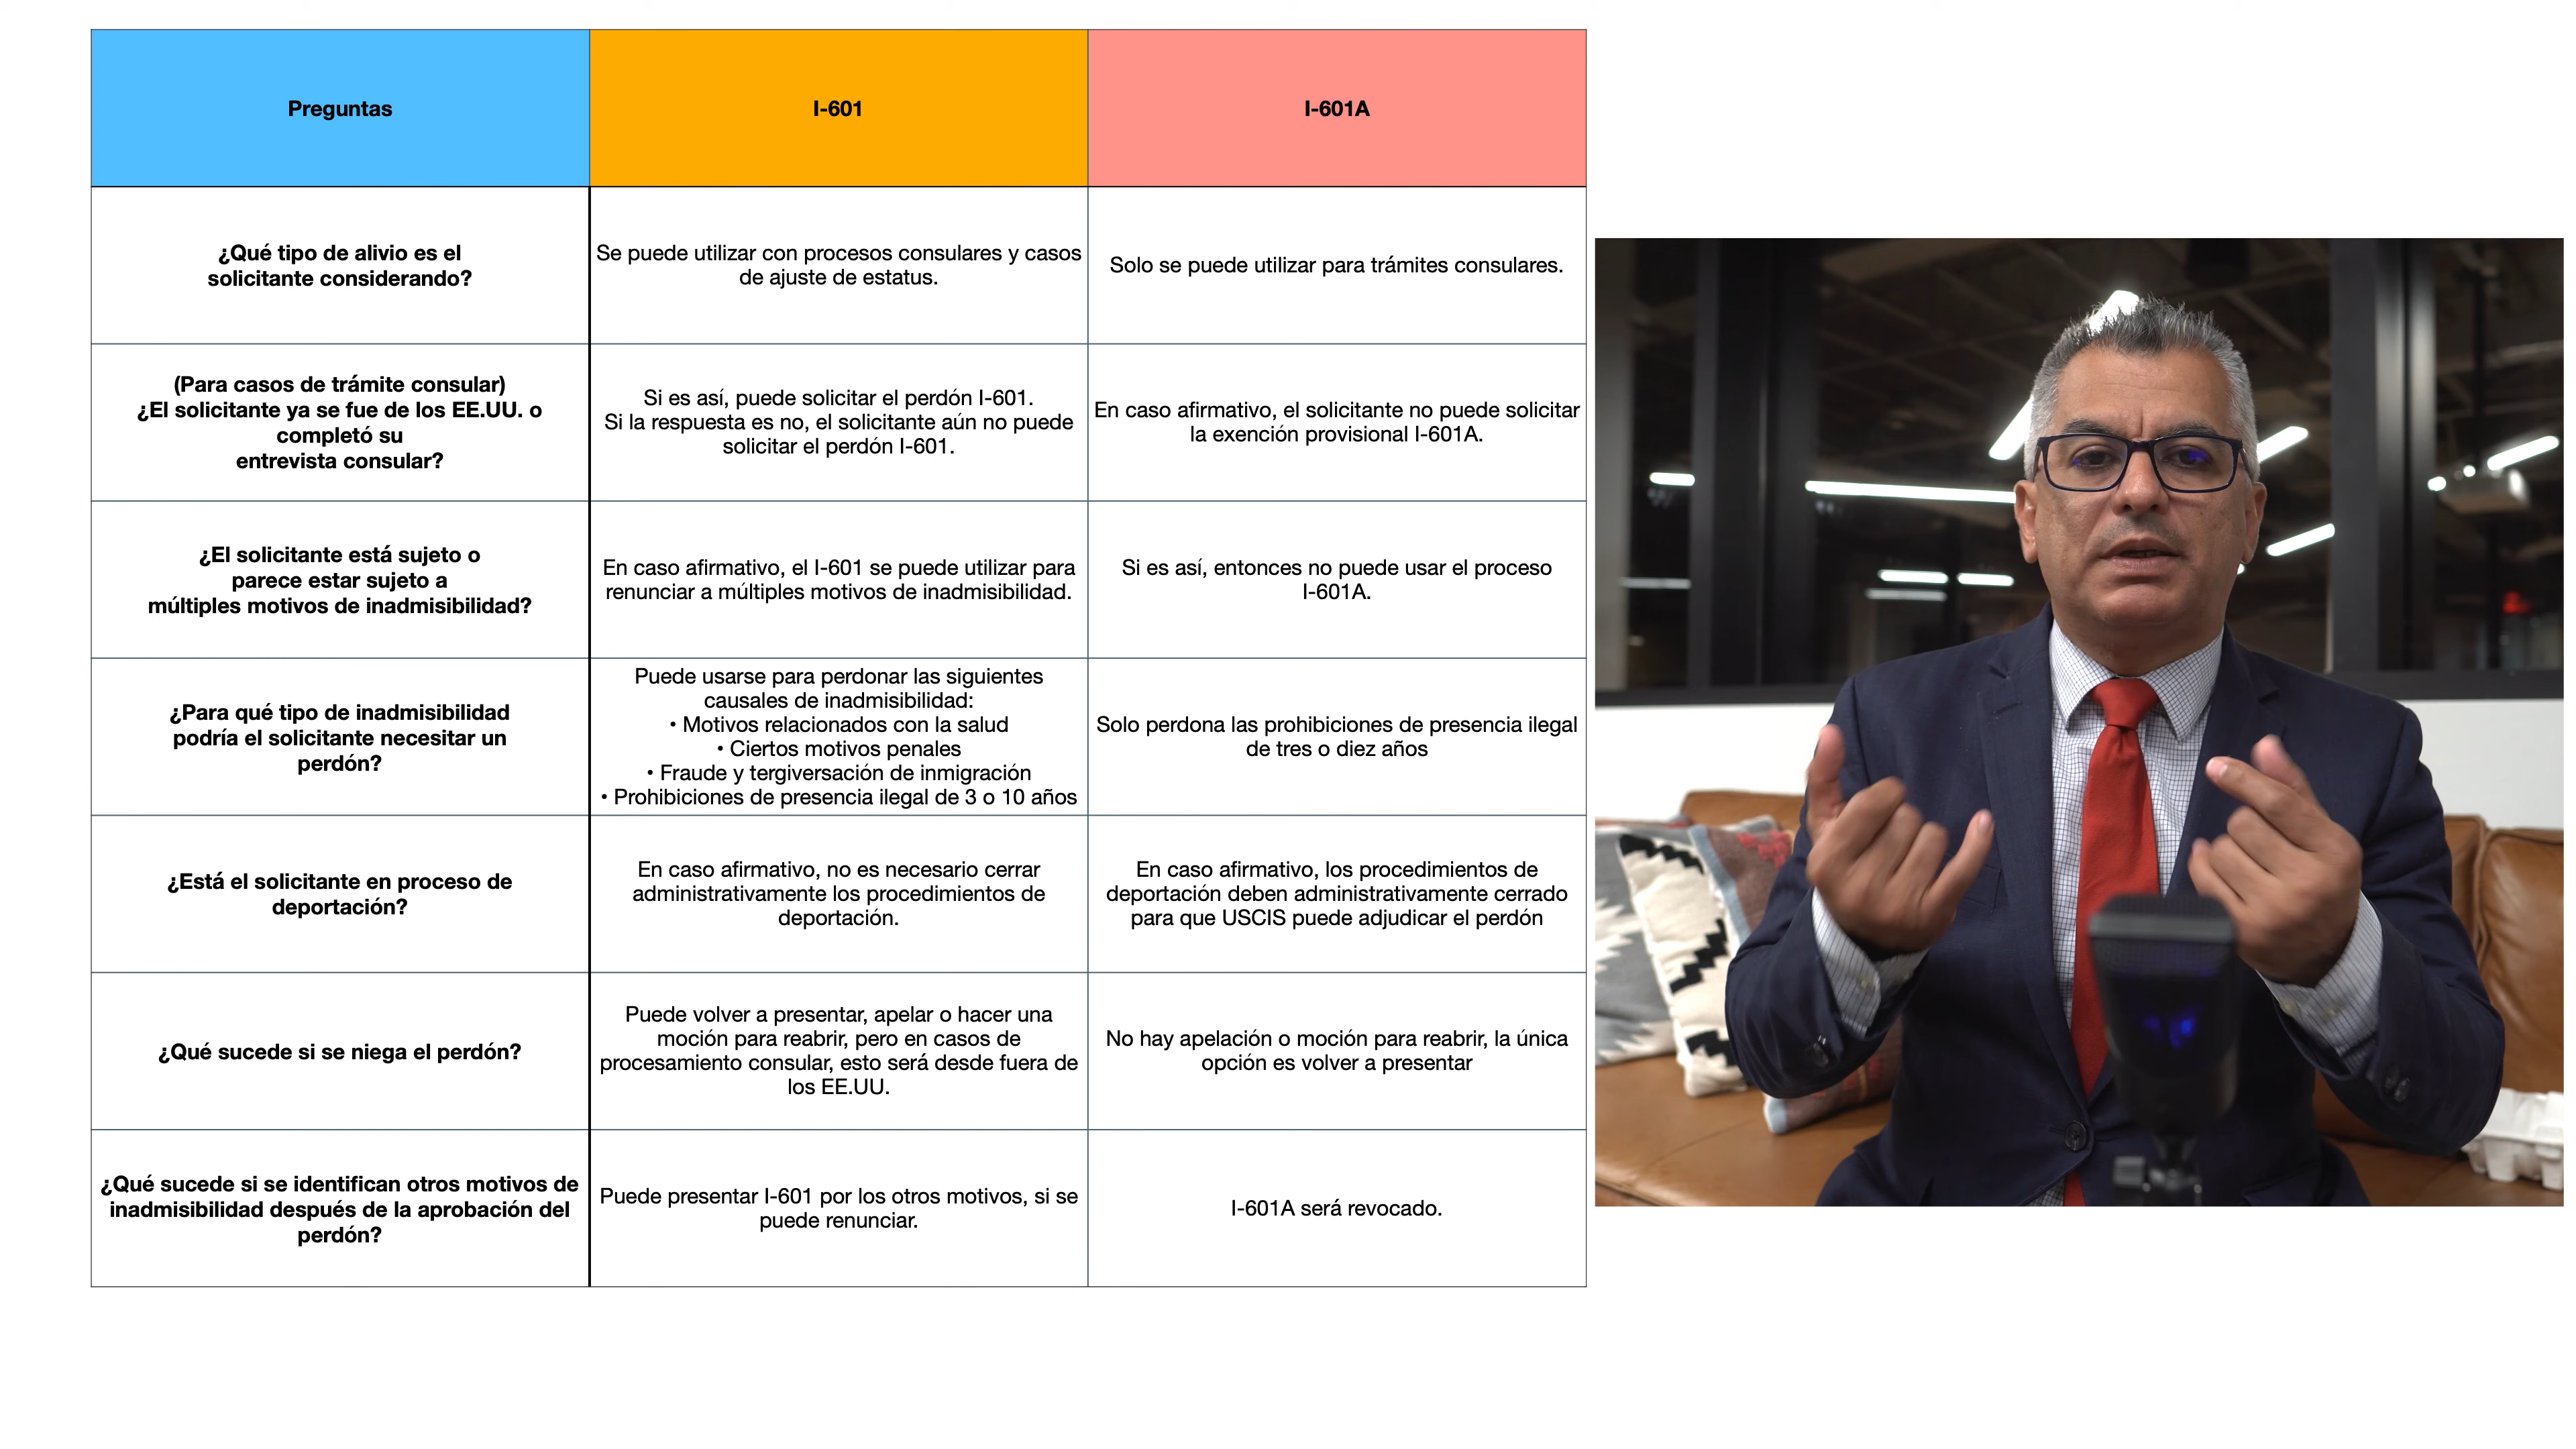 Preguntas
I-601
I-601A
¿Qué tipo de alivio es el
solicitante considerando?
Se puede utilizar con procesos consulares y casos
de ajuste de estatus.
Solo se puede utilizar para trámites consulares.
(Para casos de trámite consular)
¿El solicitante ya se fue de los EE.UU. o
completó su
entrevista consular?
Si es así, puede solicitar el perdón I-601.
Si la respuesta es no, el solicitante aún no puede
solicitar el perdón I-601.
En caso afirmativo, el solicitante no puede solicitar
la exención provisional I-601A.
¿El solicitante está sujeto o
parece estar sujeto a
múltiples motivos de inadmisibilidad?
En caso afirmativo, el I-601 se puede utilizar para
renunciar a múltiples motivos de inadmisibilidad.
Si es así, entonces no puede usar el proceso
I-601A.
¿Para qué tipo de inadmisibilidad
podría el solicitante necesitar un
perdón?
Puede usarse para perdonar las siguientes
causales de inadmisibilidad:
• Motivos relacionados con la salud
• Ciertos motivos penales
• Fraude y tergiversación de inmigración
• Prohibiciones de presencia ilegal de 3 o 10 años
Solo perdona las prohibiciones de presencia ilegal
de tres o diez años
¿Está el solicitante en proceso de
deportación?
En caso afirmativo, no es necesario cerrar
administrativamente los procedimientos de
deportación.
En caso afirmativo, los procedimientos de
deportación deben administrativamente cerrado
para que USCIS puede adjudicar el perdón
¿Qué sucede si se niega el perdón?
Puede volver a presentar, apelar o hacer una
moción para reabrir, pero en casos de
procesamiento consular, esto será desde fuera de
los EE.UU.
No hay apelación o moción para reabrir, la única
opción es volver a presentar
¿Qué sucede si se identifican otros motivos de
inadmisibilidad después de la aprobación del
perdón?
Puede presentar I-601 por los otros motivos, si se
puede renunciar.
I-601A será revocado.